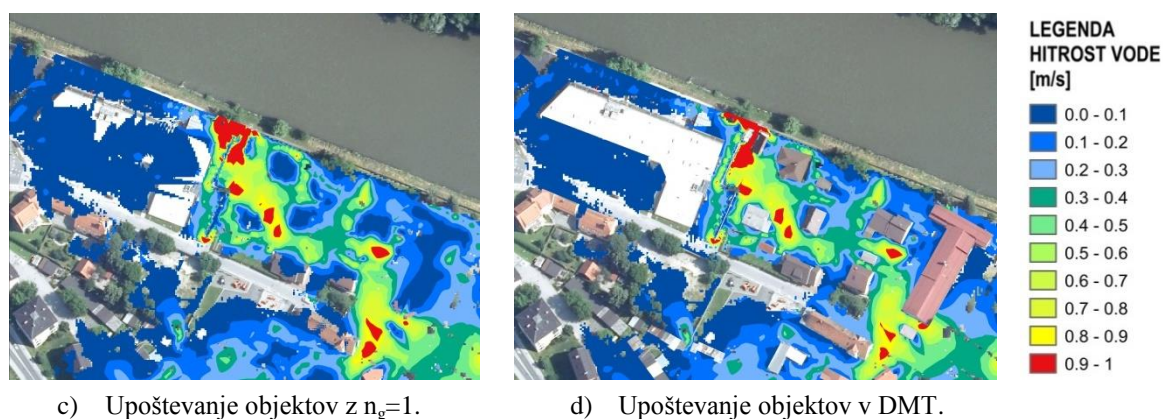 LEGENDA
HITROST VODE
[m/s]
0.0 - 0.1
0.1 - 0.2
0.2 - 0.3
0.3 - 0.4
0.4 - 0.5
0.5 - 0.6
0.6 - 0.7
0.7 - 0.8
0.8 - 0.9
0.9 - 1
c) Upoštevanje objektov z ng=1.
d) Upoštevanje objektov v DMT.